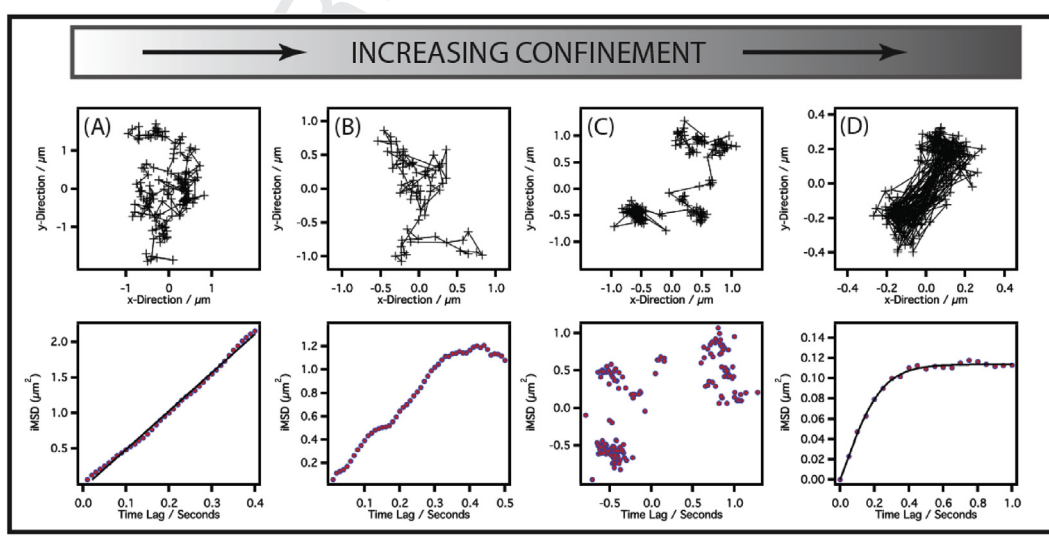 INCREASING CONFINEMENT
(A) (B) (C) (D)
y-Direction / µm
1
0
-1
-1 0 1
x-Direction / µm
y-Direction / µm
1.0
0.5
0.0
-0.5
-1.0
-1.0 -0.5 0.0 0.5 1.0
x-Direction / µm
y-Direction / µm
1.0
0.5
0.0
-0.5
-1.0
-1.0 -0.5 0.0 0.5 1.0
x-Direction / µm
y-Direction / µm
0.4
0.2
0.0
-0.2
-0.4
-0.4 -0.2 0.0 0.2 0.4
x-Direction / µm
iMSD (µm²)
2.0
1.5
1.0
0.5
0.0 0.1 0.2 0.3 0.4
Time Lag / Seconds
iMSD (µm²)
1.2
1.0
0.8
0.6
0.4
0.2
0.1 0.2 0.3 0.4 0.5
Time Lag / Seconds
iMSD (µm²)
1.0
0.5
0.0
-0.5
-0.5 0.0 0.5 1.0
Time Lag / Seconds
iMSD (µm²)
0.14
0.12
0.10
0.08
0.06
0.04
0.02
0.00
0.0 0.2 0.4 0.6 0.8 1.0
Time Lag / Seconds